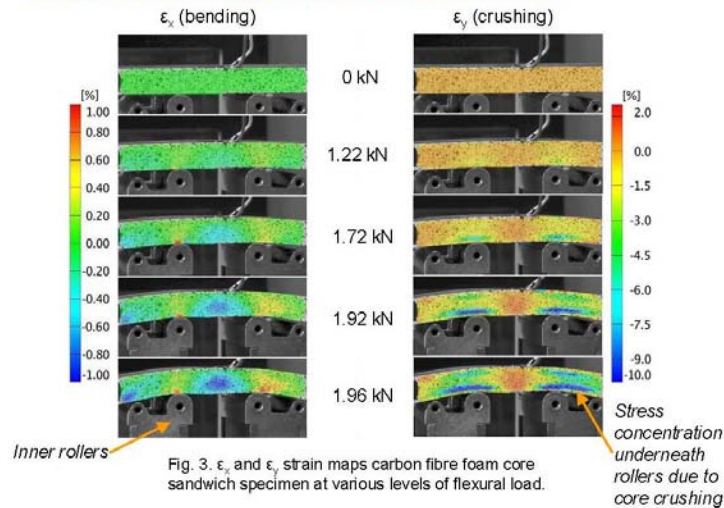 εx (bending)
εy (crushing)
0 kN
1.22 kN
1.72 kN
1.92 kN
1.96 kN
[%]
1.00
0.80
0.60
0.40
0.20
0.00
-0.20
-0.40
-0.60
-0.80
-1.00
[%]
2.0
0.0
-1.5
-3.0
-4.5
-6.0
-7.5
-9.0
-10.0
Inner rollers
Stress
concentration
underneath
rollers due to
core crushing
Fig. 3. εx and εy strain maps carbon fibre foam core
sandwich specimen at various levels of flexural load.